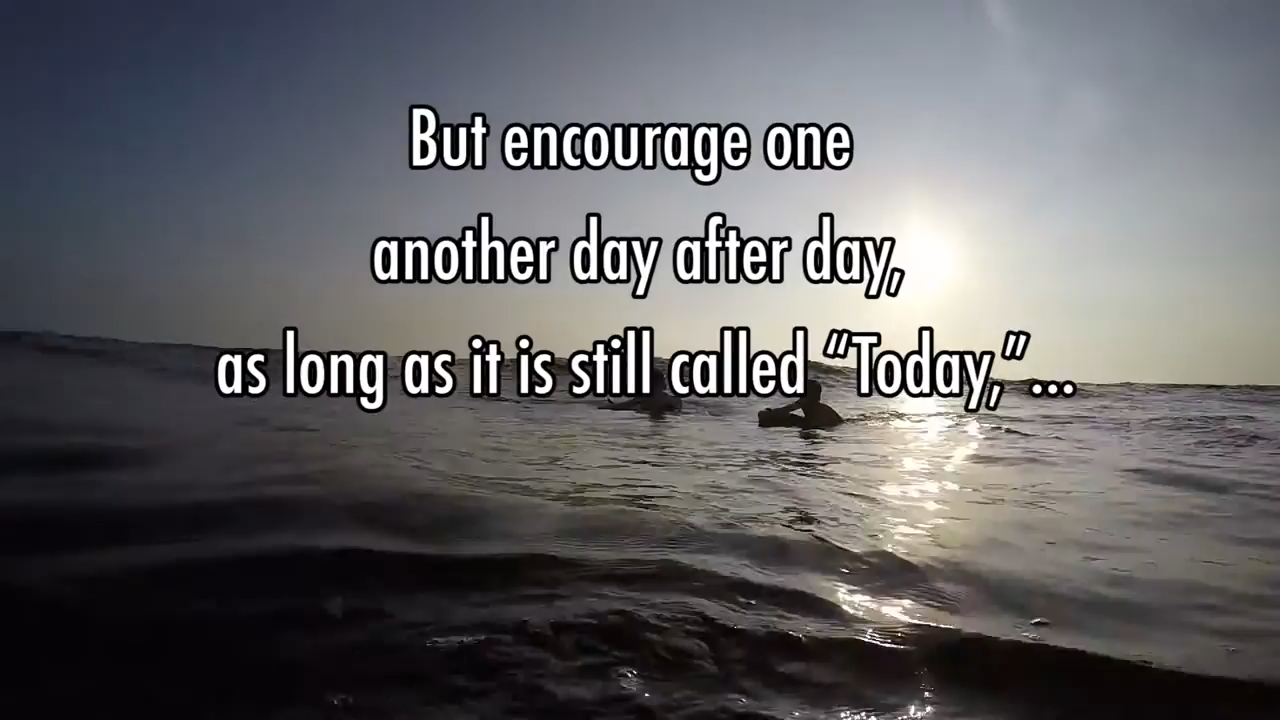 But encourage one
another day after day,
as long as it is still called “Today,”...